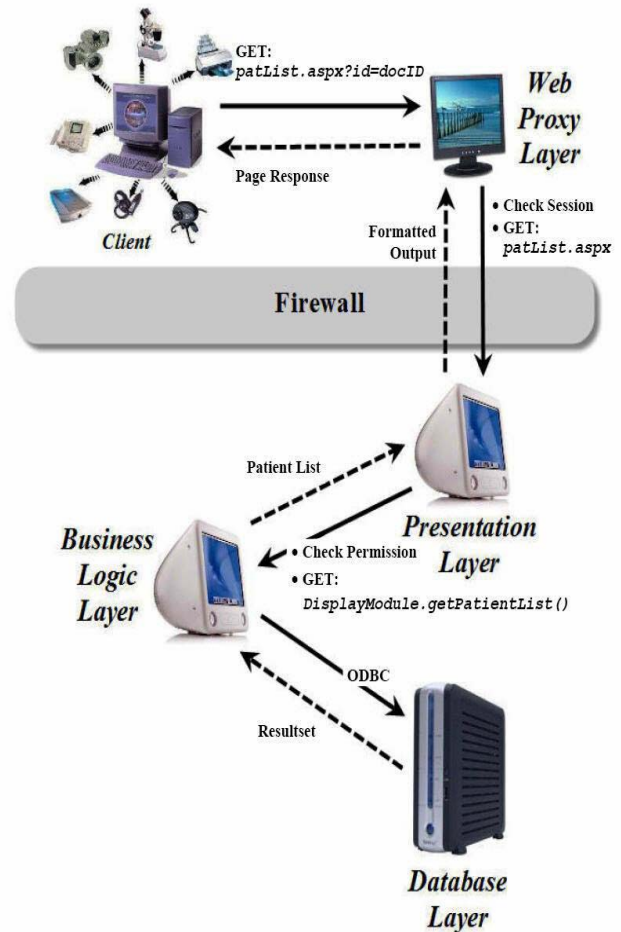 GET:
patList.aspx?id=docID
Web
Proxy
Layer
Page Response
Client
Formatted
Output
• Check Session
• GET:
patList.aspx
Firewall
Patient List
Presentation
Layer
Business
Logic
Layer
• Check Permission
• GET:
DisplayModule.getPatientList()
ODBC
Resultset
Database
Layer